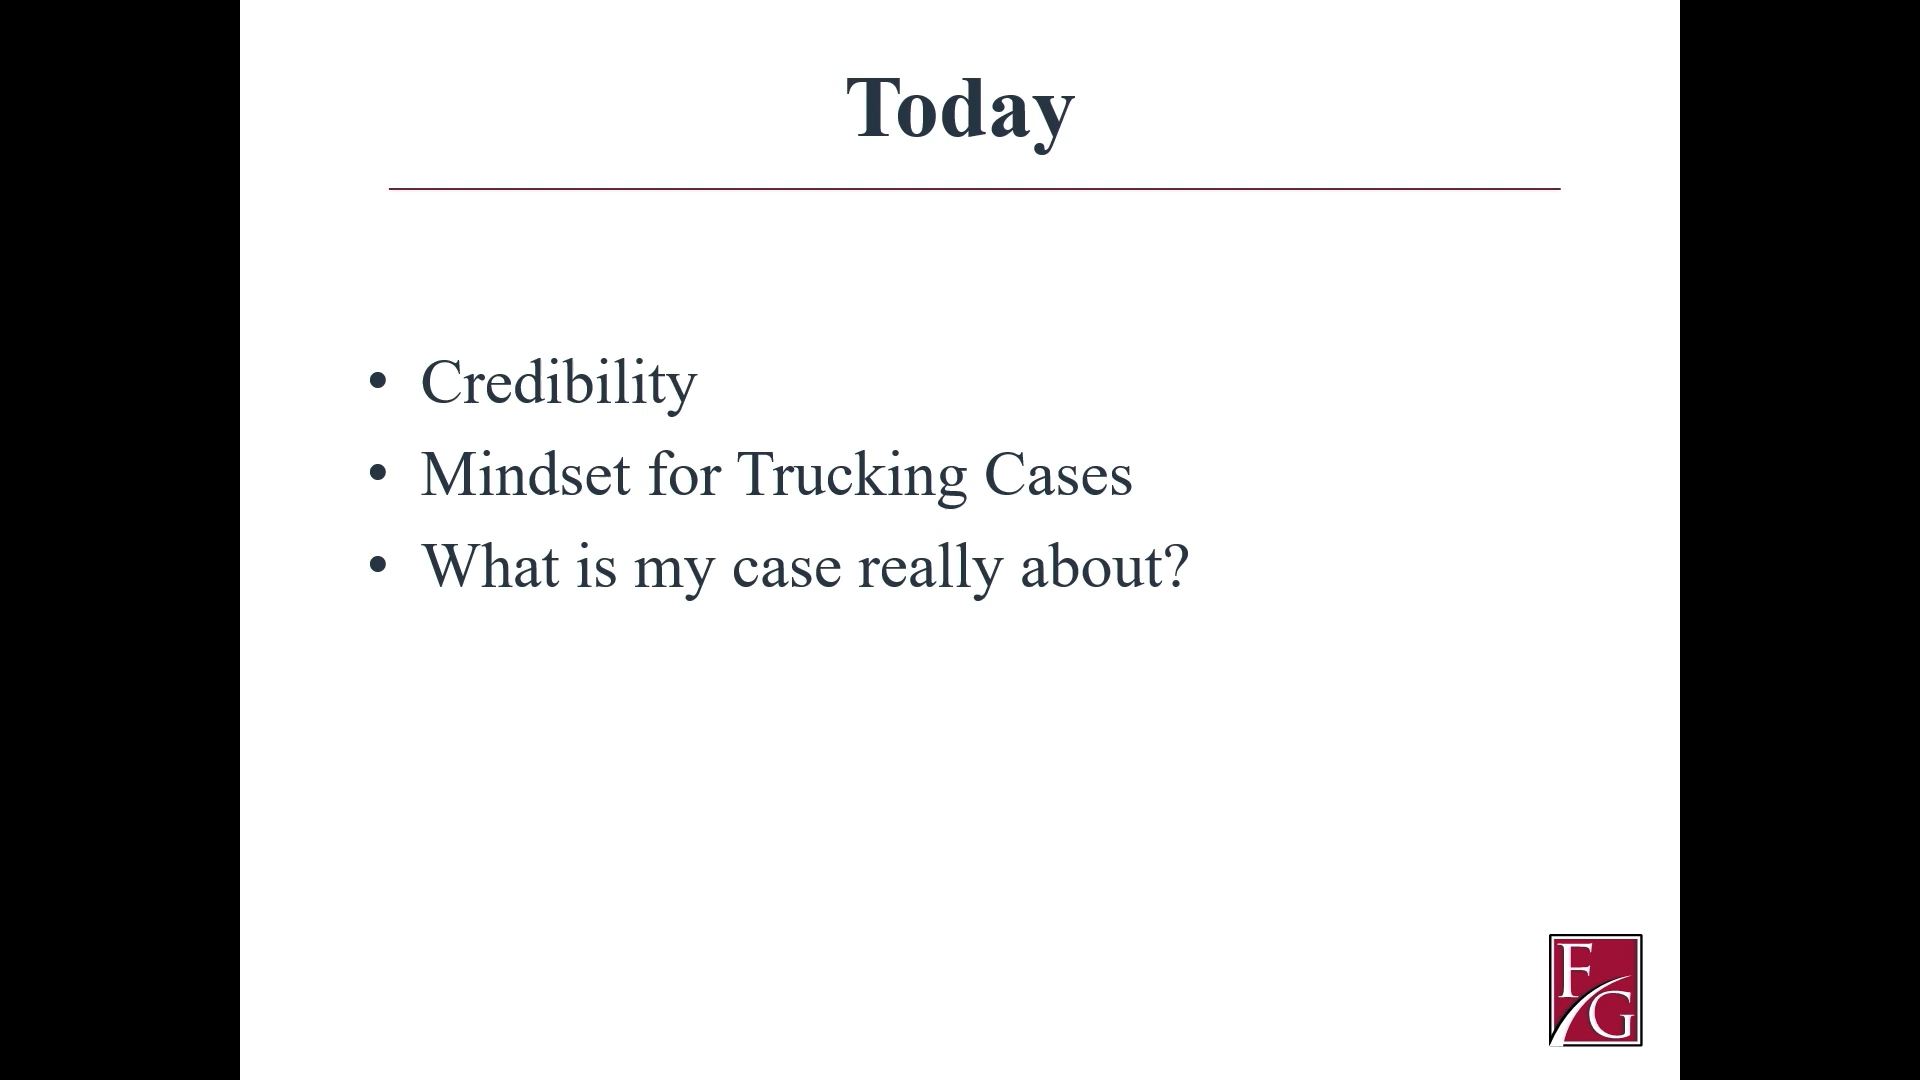 Today
• Credibility
• Mindset for Trucking Cases
• What is my case really about?
F
G